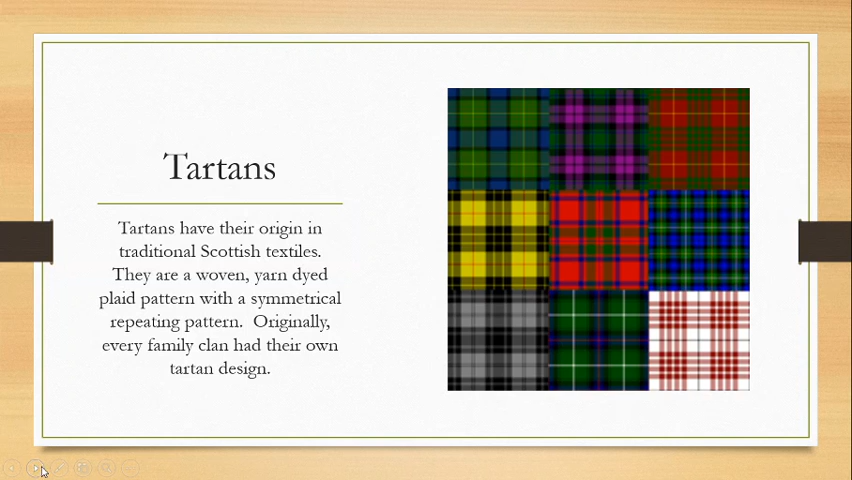 Tartans
Tartans have their origin in
traditional Scottish textiles.
They are a woven, yarn dyed
plaid pattern with a symmetrical
repeating pattern.  Originally,
every family clan had their own
tartan design.